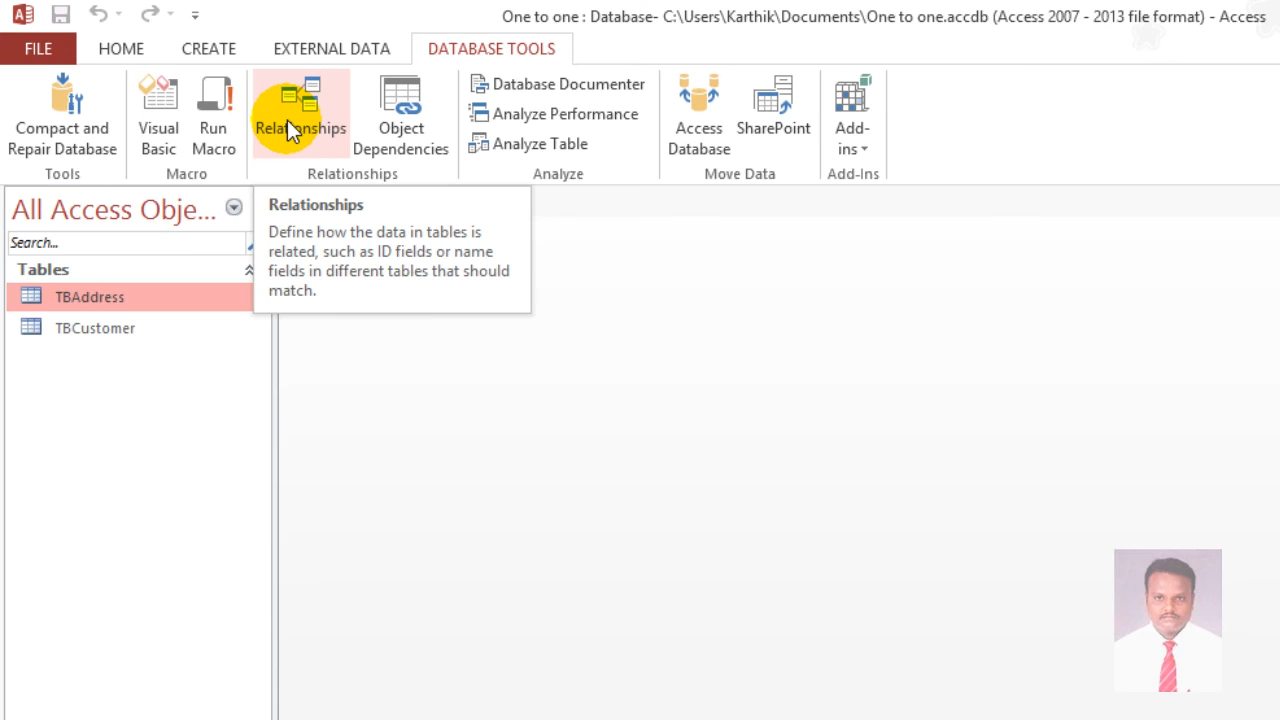 One to one : Database- C:\Users\Karthik\Documents\One to one.accdb (Access 2007 - 2013 file format) - Access
FILE HOME CREATE EXTERNAL DATA DATABASE TOOLS
Compact and
Repair Database
Visual
Basic
Run
Macro
Relationships
Object
Dependencies
Database Documenter
Analyze Performance
Analyze Table
Access
Database
SharePoint
Add-
ins
Tools Macro Relationships Analyze Move Data Add-Ins
All Access Obje...
Search...
Tables
TBAddress
TBCustomer
Relationships
Define how the data in tables is
related, such as ID fields or name
fields in different tables that should
match.